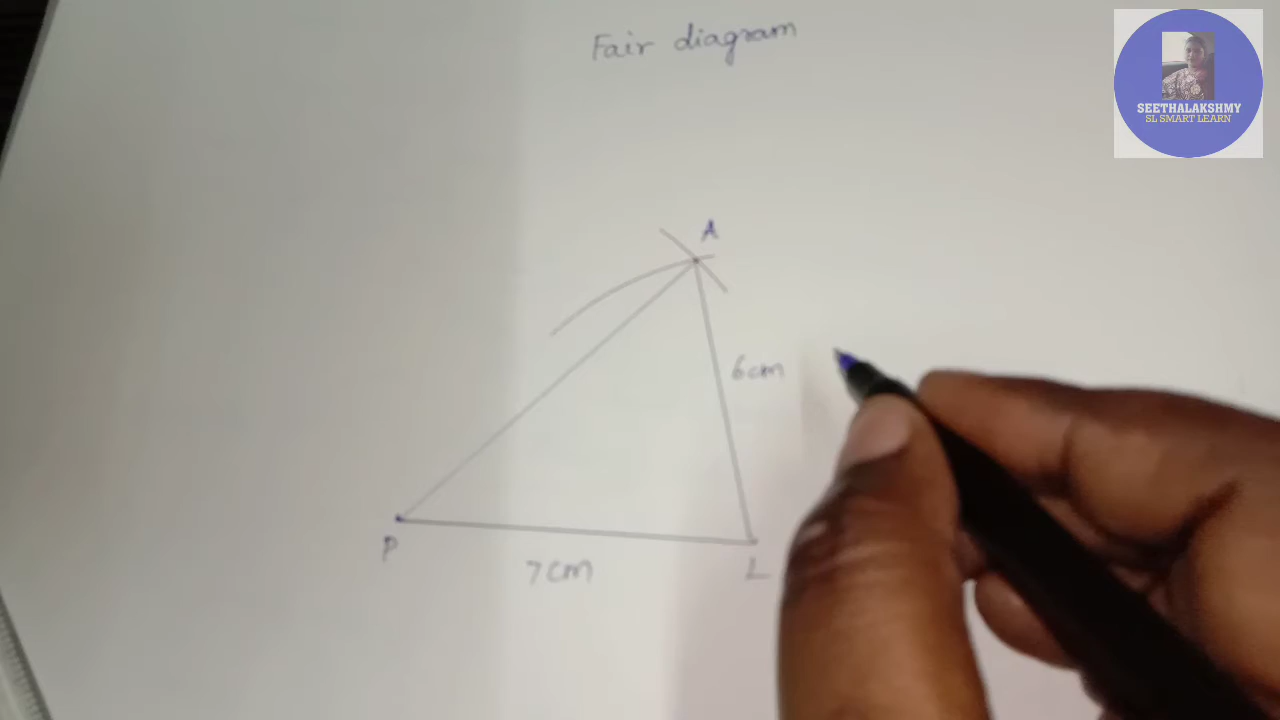 Fair diagram
SEETHALAKSHMY
SL SMART LEARN
A
6cm
P
7cm
L